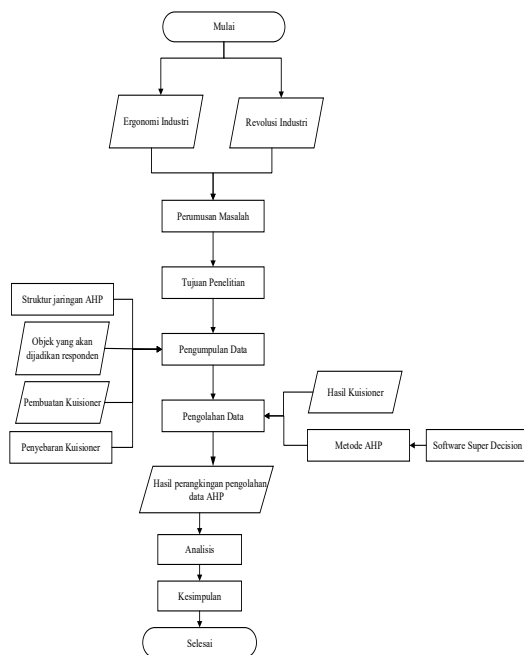 Mulai
Ergonomi Industri
Revolusi Industri
Perumusan Masalah
Tujuan Penelitian
Struktur jaringan AHP
Objek yang akan
dijadikan responden
Pengumpulan Data
Pembuatan Kuisioner
Penyebaran Kuisioner
Hasil Kuisioner
Pengolahan Data
Metode AHP
Software Super Decision
Hasil perangkingan pengolahan
data AHP
Analisis
Kesimpulan
Selesai